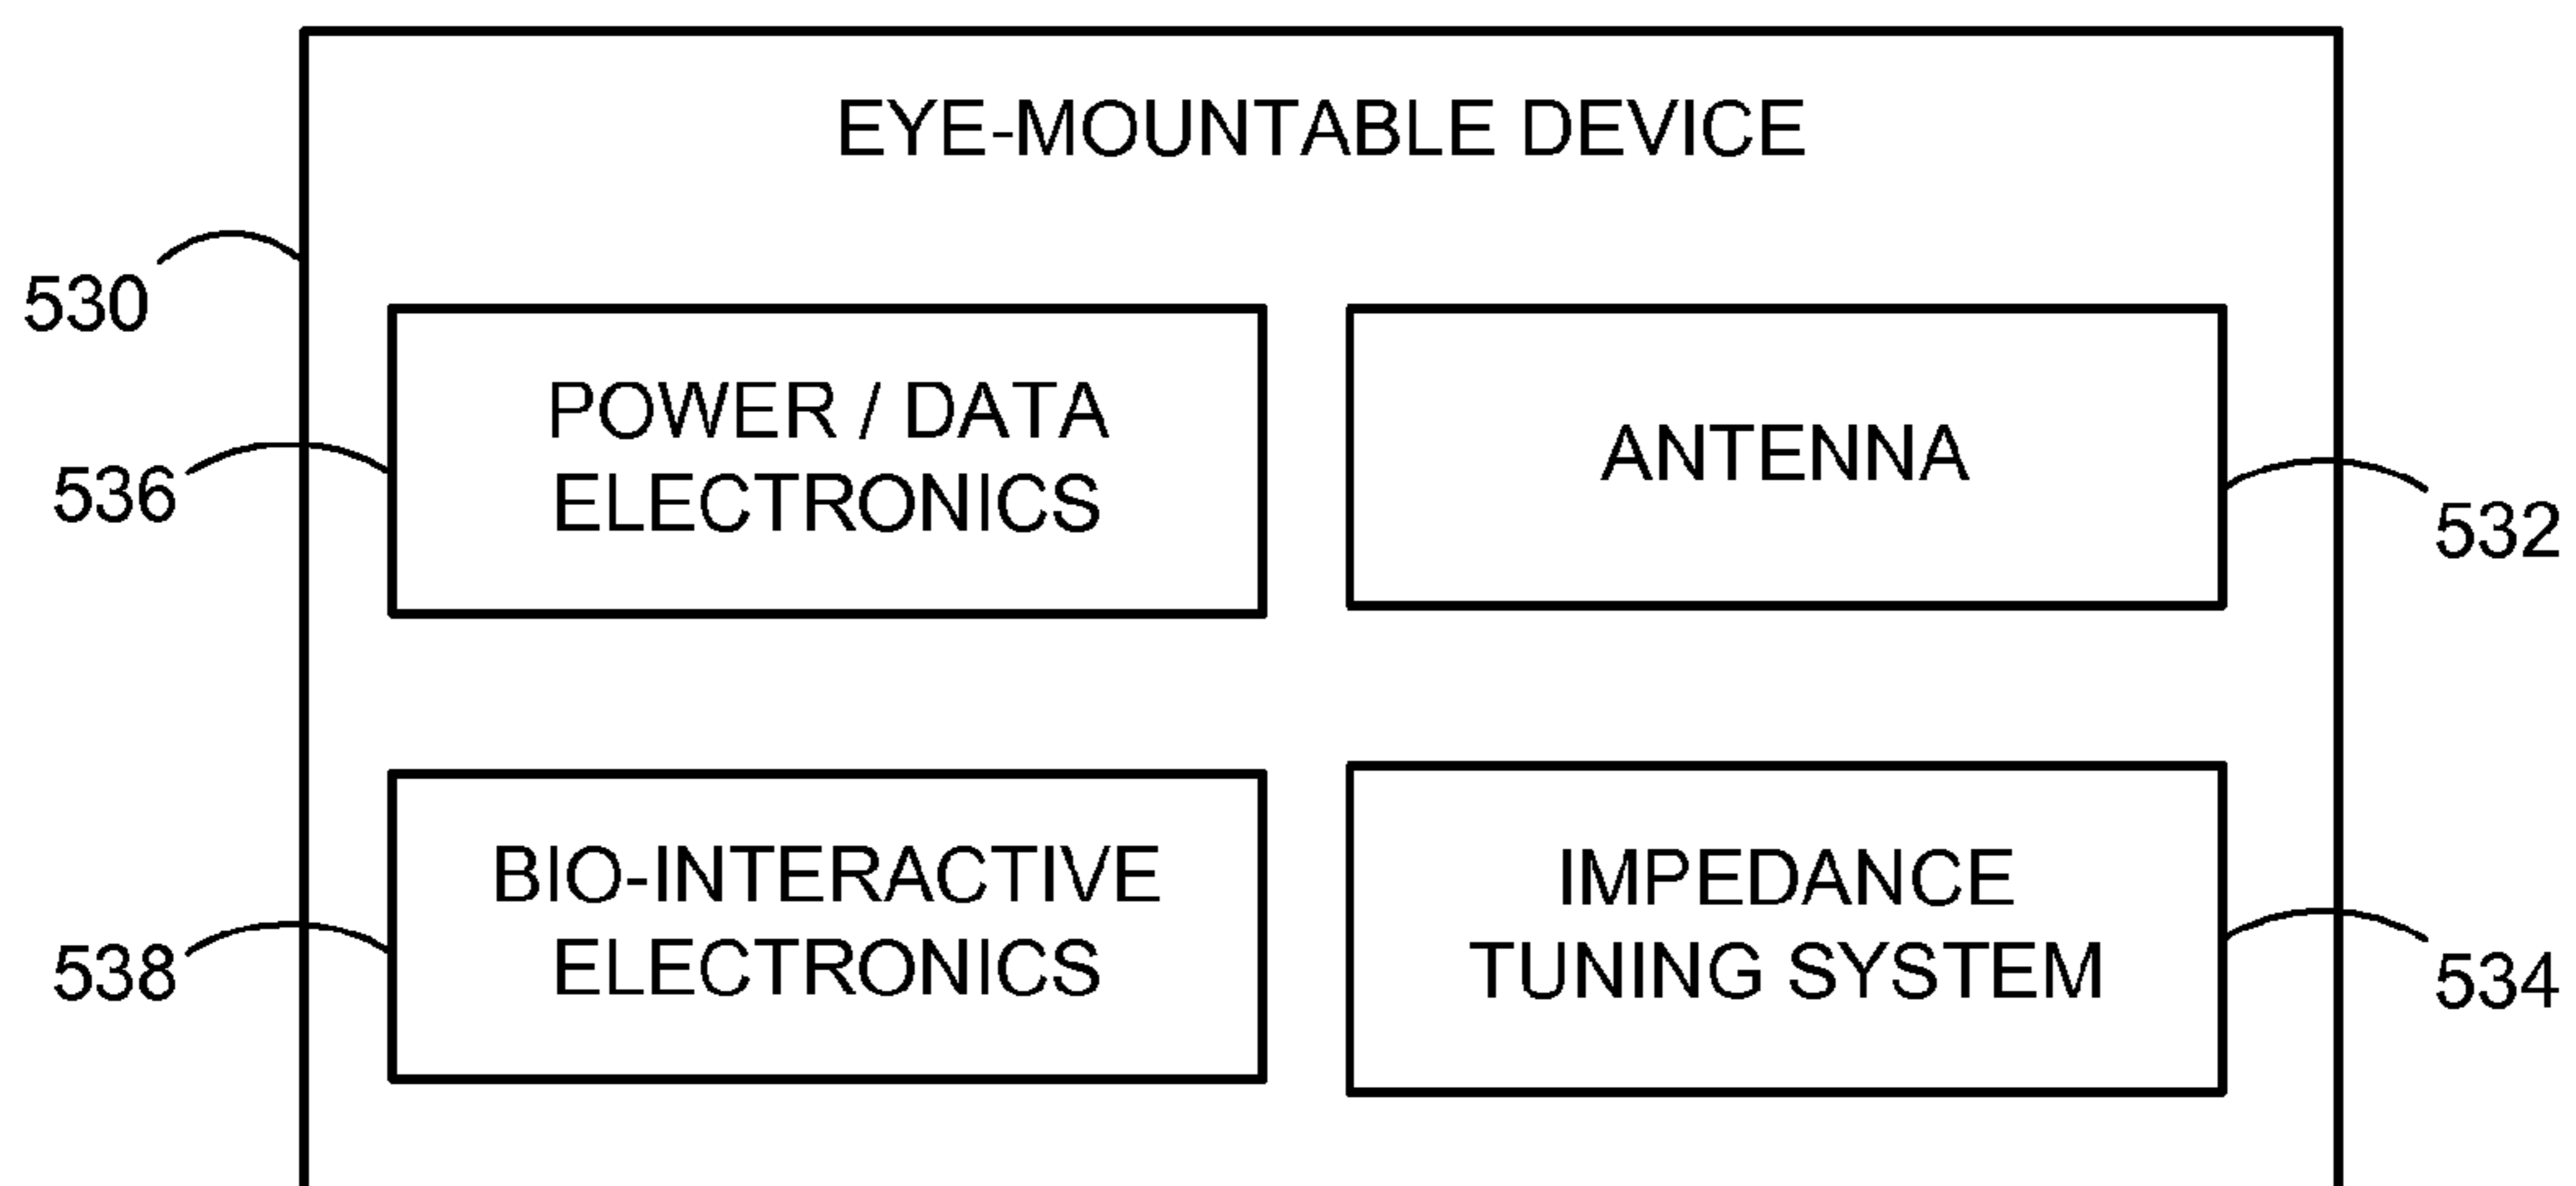 EYE-MOUNTABLE DEVICE
530
POWER / DATA
ELECTRONICS
536
ANTENNA
532
BIO-INTERACTIVE
ELECTRONICS
538
IMPEDANCE
TUNING SYSTEM
534